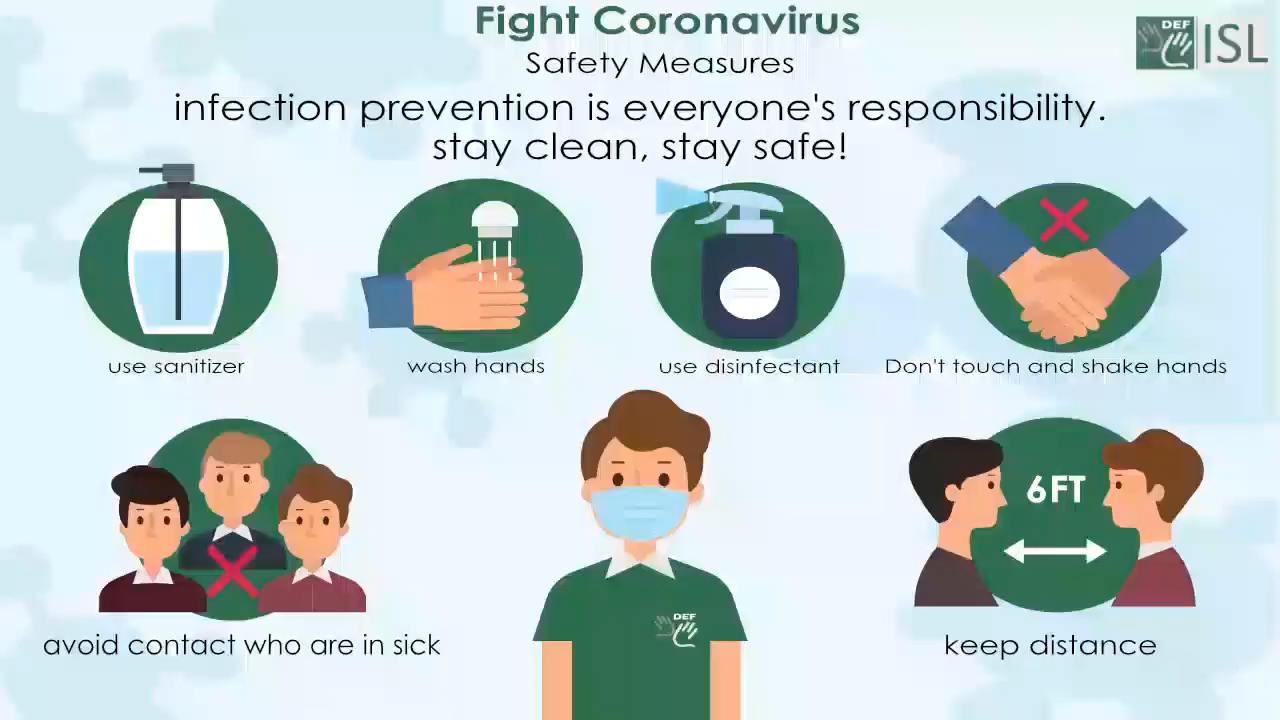 Fight Coronavirus
DEF
ISL
Safety Measures
infection prevention is everyone's responsibility.
stay clean, stay safe!
use sanitizer
wash hands
use disinfectant
Don't touch and shake hands
6FT
DEF
avoid contact who are in sick
keep distance